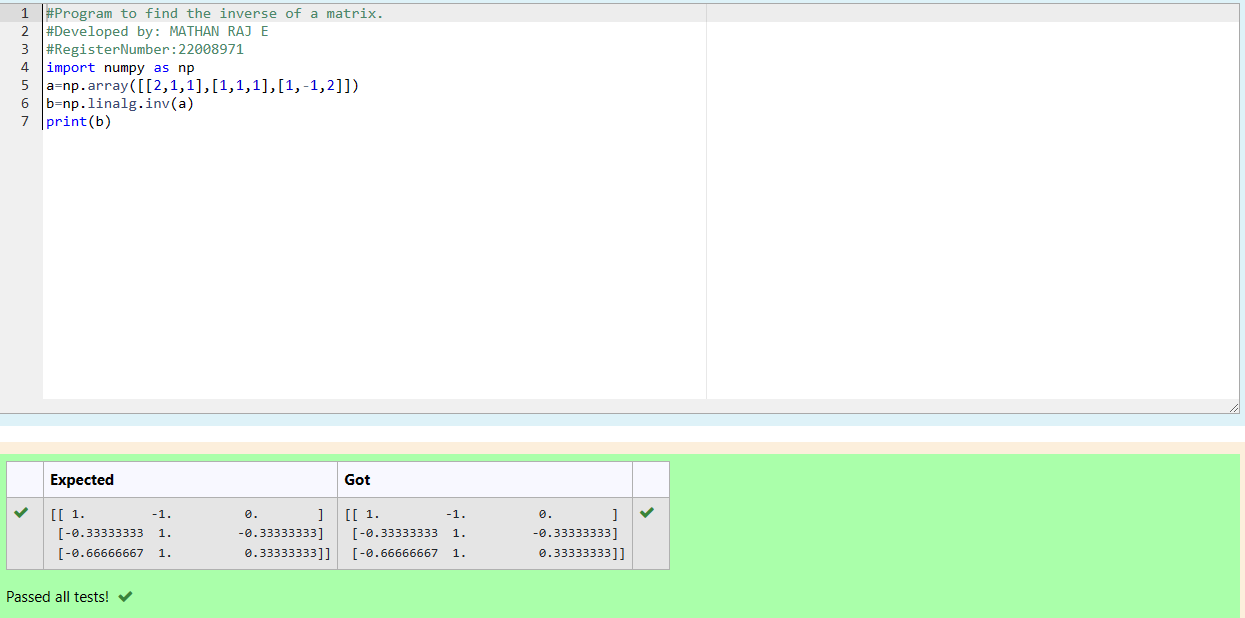 1 #Program to find the inverse of a matrix.
2 #Developed by: MATHAN RAJ E
3 #RegisterNumber:22008971
4 import numpy as np
5 a=np.array([[2,1,1],[1,1,1],[1,-1,2]])
6 b=np.linalg.inv(a)
7 print(b)
Expected Got
[[ 1. -1. 0. ] [[ 1. -1. 0. ]
[-0.33333333 1. -0.33333333] [-0.33333333 1. -0.33333333]
[-0.66666667 1. 0.33333333]] [-0.66666667 1. 0.33333333]]
Passed all tests!